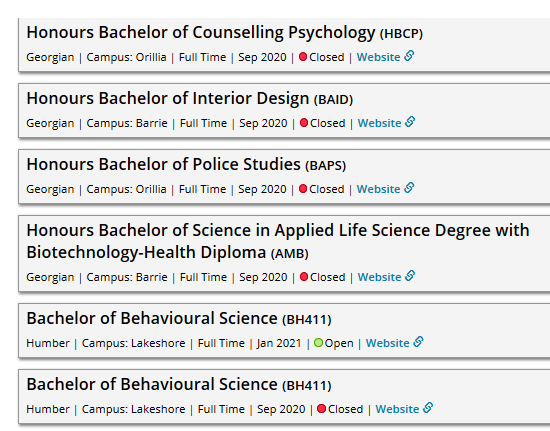 Honours Bachelor of Counselling Psychology (HBCP)
Georgian | Campus: Orillia | Full Time | Sep 2020 | Closed | Website
Honours Bachelor of Interior Design (BAID)
Georgian | Campus: Barrie | Full Time | Sep 2020 | Closed | Website
Honours Bachelor of Police Studies (BAPS)
Georgian | Campus: Orillia | Full Time | Sep 2020 | Closed | Website
Honours Bachelor of Science in Applied Life Science Degree with
Biotechnology-Health Diploma (AMB)
Georgian | Campus: Barrie | Full Time | Sep 2020 | Closed | Website
Bachelor of Behavioural Science (BH411)
Humber | Campus: Lakeshore | Full Time | Jan 2021 | Open | Website
Bachelor of Behavioural Science (BH411)
Humber | Campus: Lakeshore | Full Time | Sep 2020 | Closed | Website